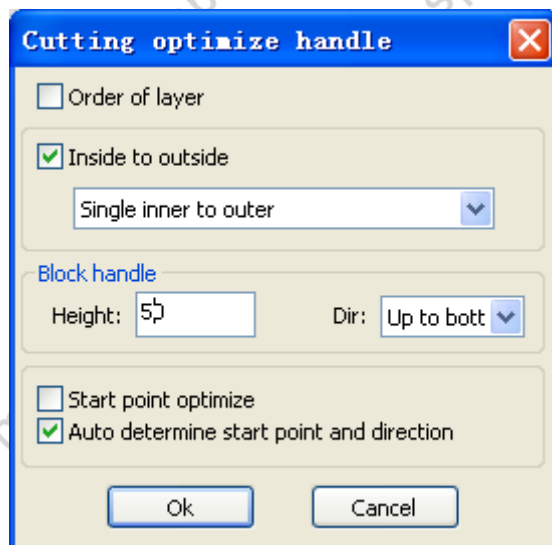 Cutting optimize handle
Order of layer
Inside to outside
Single inner to outer
Block handle
Height: Dir: Up to bott
Start point optimize
Auto determine start point and direction
Ok Cancel